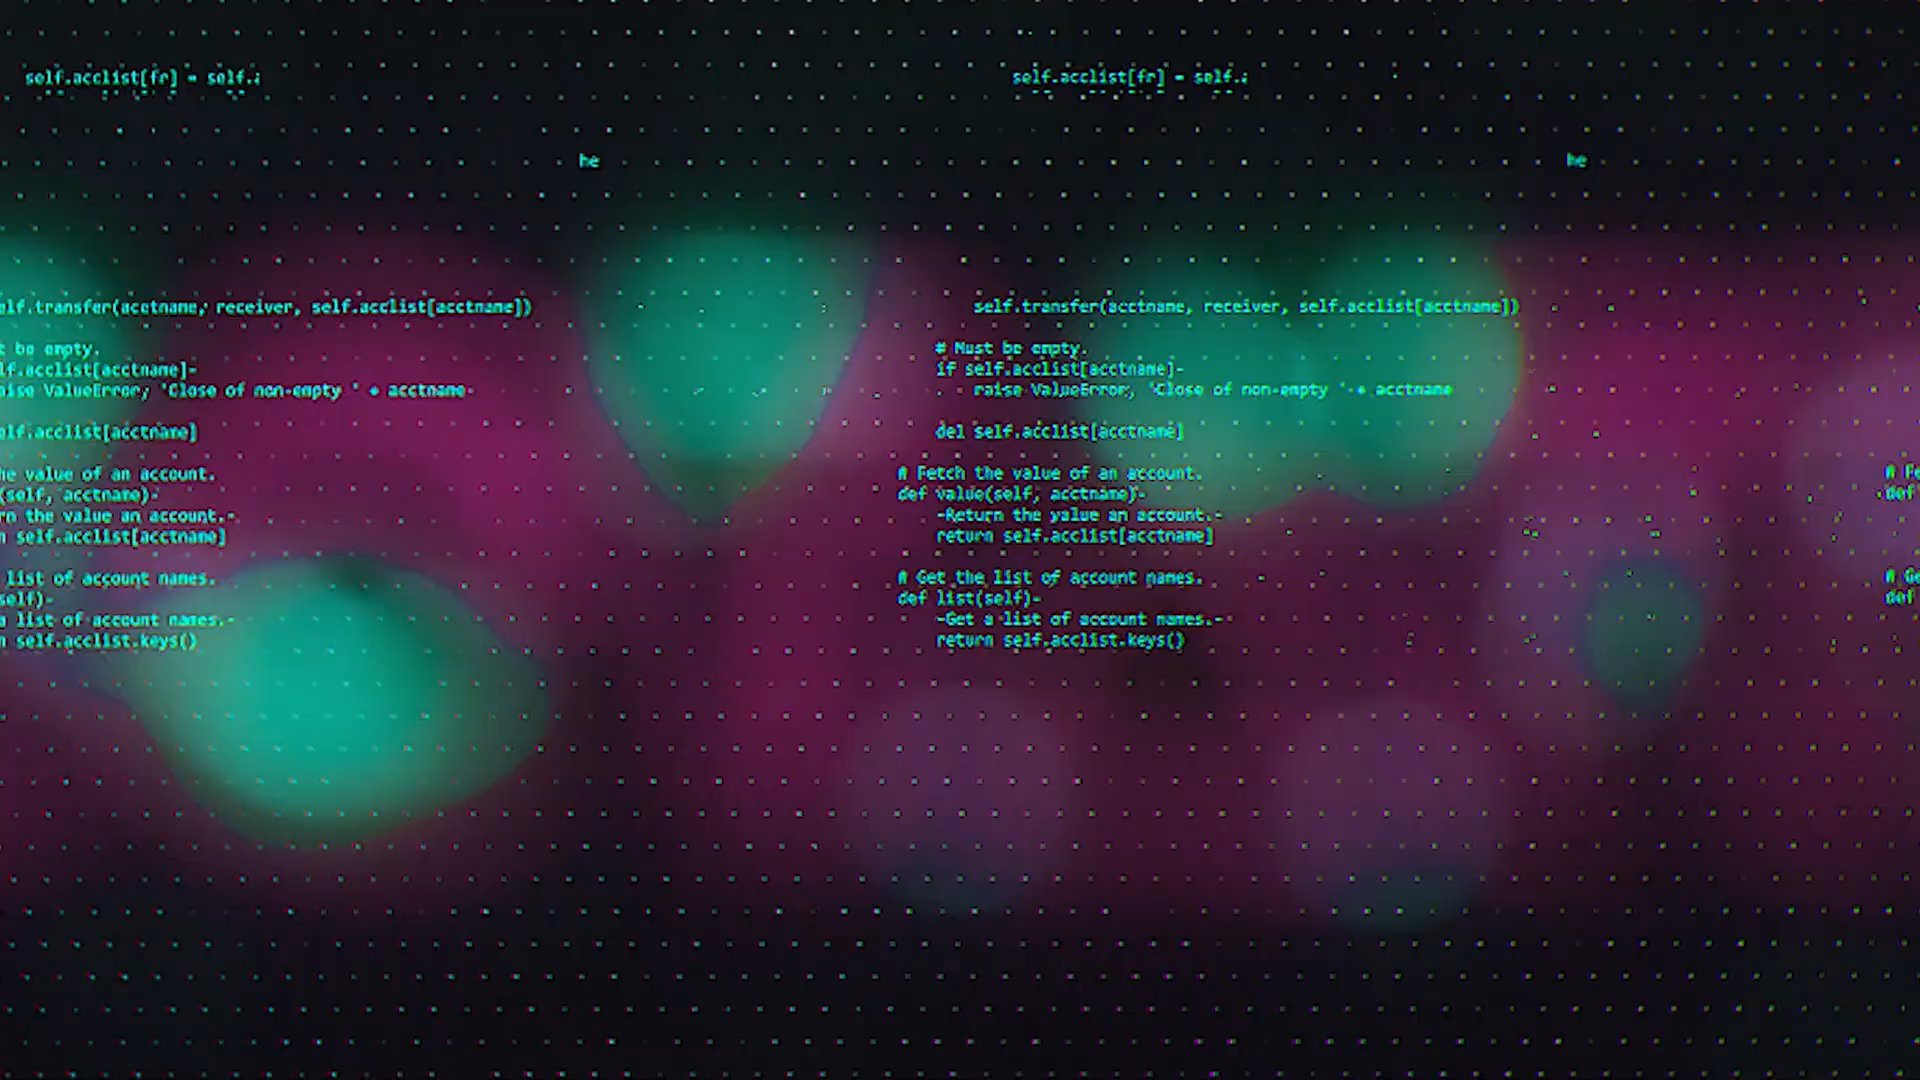 self.acclist[fr] = self.
self.acclist[fr] = self.
he
he
elf.transfer(acctname, receiver, self.acclist[acctname])
t be empty.
lf.acclist[acctname]-
aise ValueError, 'Close of non-empty ' + acctname-
elf.acclist[acctname]
he value of an account.
(self, acctname)-
rn the value an account.-
n self.acclist[acctname]
list of account names.
self)-
a list of account names.-
n self.acclist.keys()
self.transfer(acctname, receiver, self.acclist[acctname])
# Must be empty.
if self.acclist[acctname]-
raise ValueError, 'Close of non-empty '-+ acctname
del self.acclist[acctname]
# Fetch the value of an account.
def value(self, acctname)-
-Return the value an account.-
return self.acclist[acctname]
# Get the list of account names.
def list(self)-
-Get a list of account names.-
return self.acclist.keys()
# Fe
def
# Ge
def